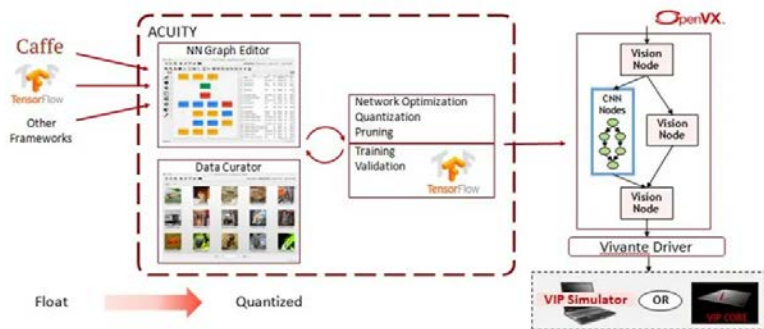 OpenVX
ACUITY
NN Graph Editor
Caffe
TensorFlow
Other
Frameworks
Data Curator
Network Optimization
Quantization
Pruning
Training
Validation
TensorFlow
Vision
Node
CNN
Nodes
Vision
Node
Vision
Node
Vivante Driver
VIP Simulator
OR
VIP CORE
Float
Quantized